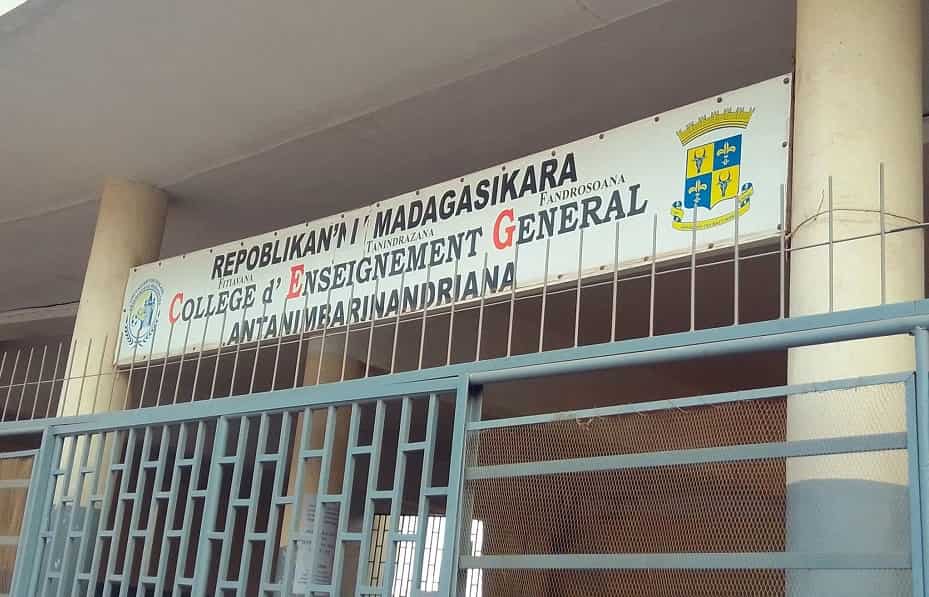 REPOBLIKAN'I MADAGASIKARA
FITIAVANA TANINDRAZANA FANDROSOANA
COLLEGE d' ENSEIGNEMENT GENERAL
ANTANIMBARINANDRIANA